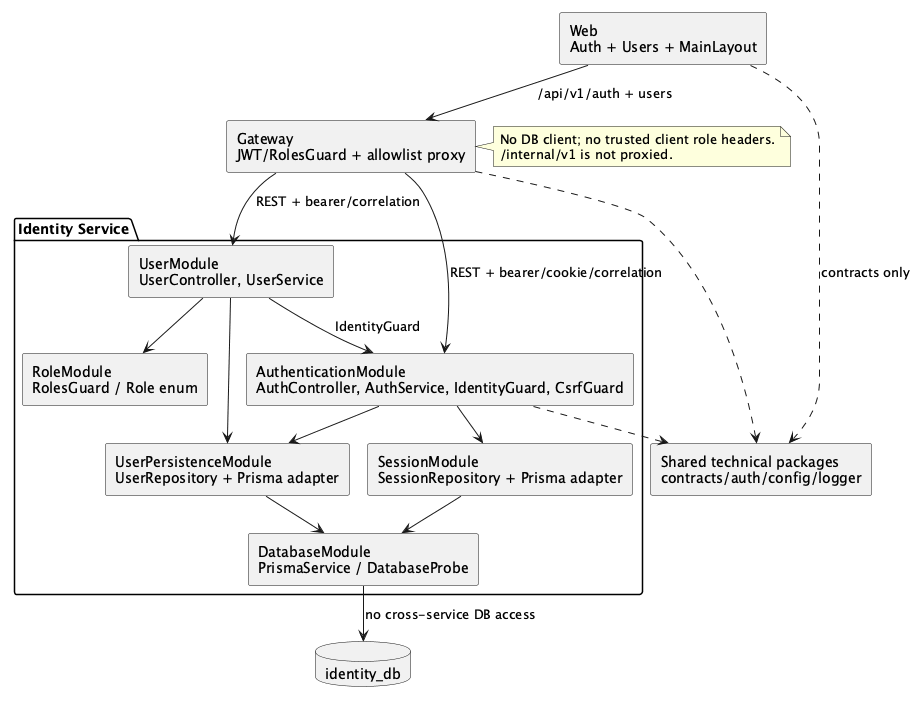 Web
Auth + Users + MainLayout
/api/v1/auth + users
Gateway
JWT/RolesGuard + allowlist proxy
No DB client; no trusted client role headers.
/internal/v1 is not proxied.
REST + bearer/correlation
Identity Service
UserModule
UserController, UserService
REST + bearer/cookie/correlation
contracts only
IdentityGuard
RoleModule
RolesGuard / Role enum
AuthenticationModule
AuthController, AuthService, IdentityGuard, CsrfGuard
UserPersistenceModule
UserRepository + Prisma adapter
SessionModule
SessionRepository + Prisma adapter
Shared technical packages
contracts/auth/config/logger
DatabaseModule
PrismaService / DatabaseProbe
no cross-service DB access
identity_db